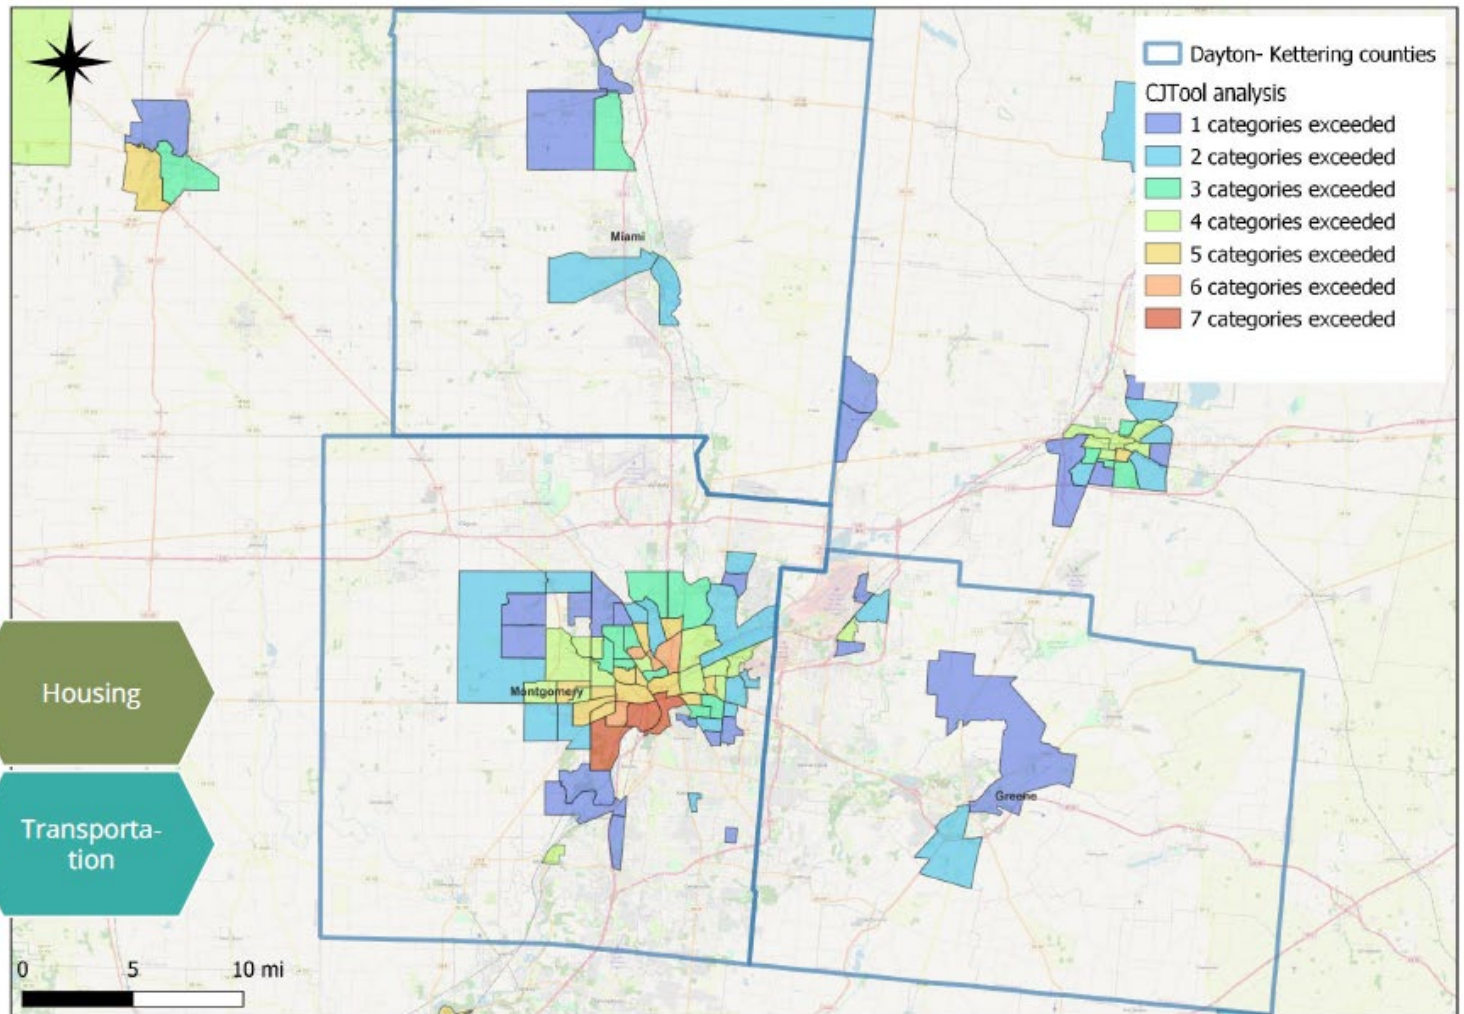 Dayton- Kettering counties
CJTool analysis
1 categories exceeded
2 categories exceeded
3 categories exceeded
4 categories exceeded
5 categories exceeded
6 categories exceeded
7 categories exceeded
Miami
Housing
Montgomery
Greene
Transporta-
tion
0 5 10 mi